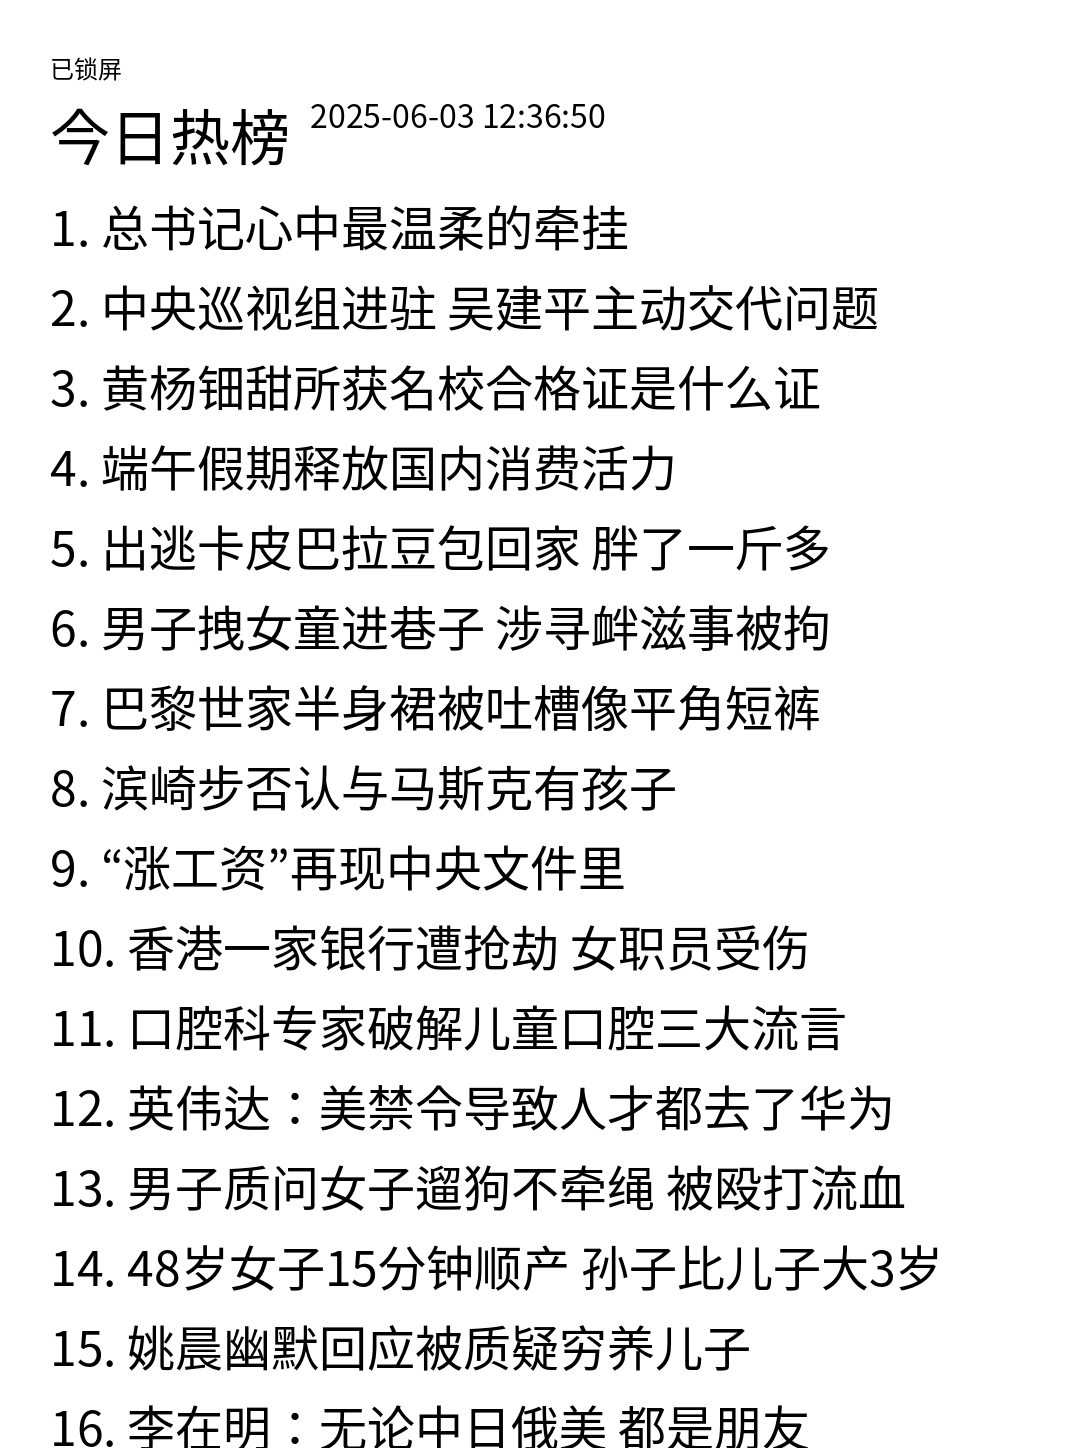 已锁屏
今日热榜 2025-06-03 12:36:50
1. 总书记心中最温柔的牵挂
2. 中央巡视组进驻 吴建平主动交代问题
3. 黄杨钿甜所获名校合格证是什么证
4. 端午假期释放国内消费活力
5. 出逃卡皮巴拉豆包回家 胖了一斤多
6. 男子拽女童进巷子 涉寻衅滋事被拘
7. 巴黎世家半身裙被吐槽像平角短裤
8. 滨崎步否认与马斯克有孩子
9. “涨工资”再现中央文件里
10. 香港一家银行遭抢劫 女职员受伤
11. 口腔科专家破解儿童口腔三大流言
12. 英伟达：美禁令导致人才都去了华为
13. 男子质问女子遛狗不牵绳 被殴打流血
14. 48岁女子15分钟顺产 孙子比儿子大3岁
15. 姚晨幽默回应被质疑穷养儿子
16. 李在明：无论中日俄美 都是朋友